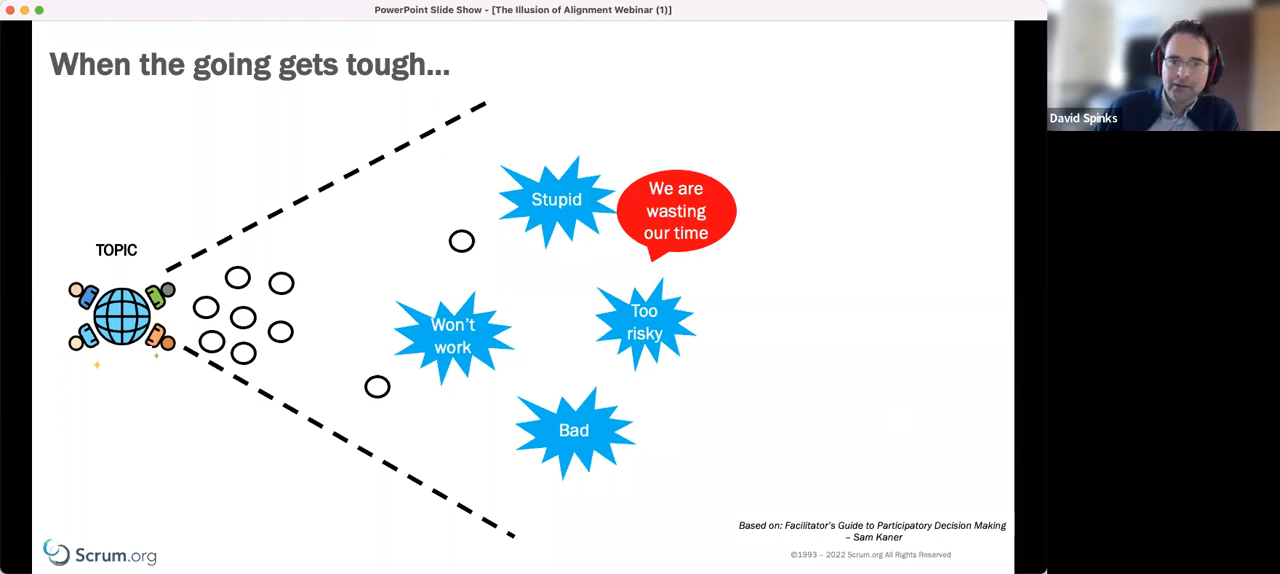 PowerPoint Slide Show - [The Illusion of Alignment Webinar (1)]
When the going gets tough...
David Spinks
Stupid
We are
wasting
our time
TOPIC
Won't
work
Too
risky
Bad
Based on: Facilitator's Guide to Participatory Decision Making
– Sam Kaner
©1993 – 2022 Scrum.org All Rights Reserved
Scrum.org